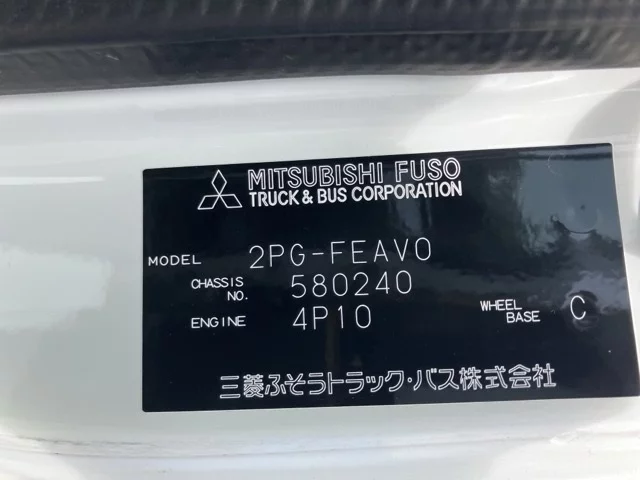 MITSUBISHI FUSO
TRUCK & BUS CORPORATION
MODEL 2PG-FEAV0
CHASSIS NO. 580240
ENGINE 4P10
WHEEL BASE C
三菱ふそうトラック・バス株式会社